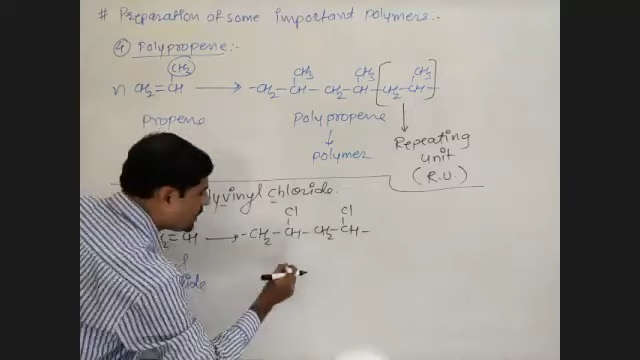 # Preparation of some important polymers:-
④ Polypropene:-
CH3 CH3 CH3 CH3
n CH2=CH → -CH2-CH-CH2-CH-[CH2-CH]-
propene polypropene Repeating
↓ unit
polymer (R.U.)
lyvinyl chloride:
Cl Cl
=CH → -CH2-CH-CH2-CH-